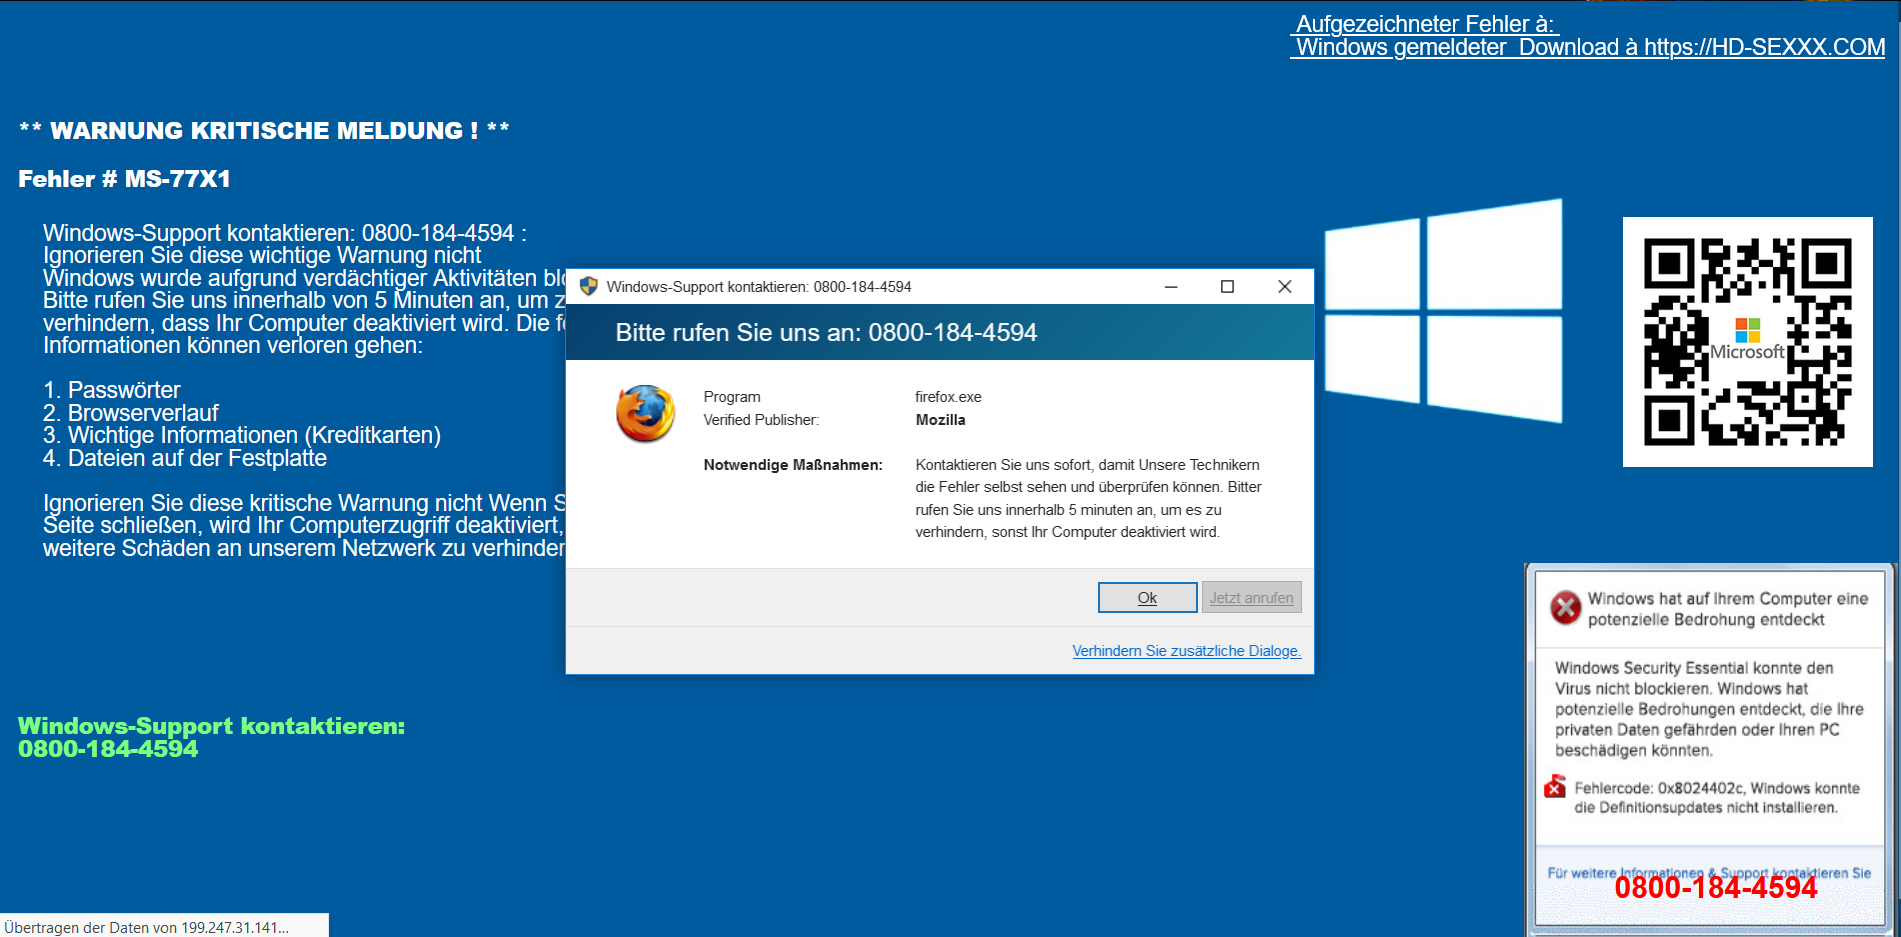 Aufgezeichneter Fehler à:
Windows gemeldeter Download à https://HD-SEXXX.COM
** WARNUNG KRITISCHE MELDUNG ! **
Fehler # MS-77X1
Windows-Support kontaktieren: 0800-184-4594 :
Ignorieren Sie diese wichtige Warnung nicht
Windows wurde aufgrund verdächtiger Aktivitäten
Bitte rufen Sie uns innerhalb von 5 Minuten an, um
verhindern, dass Ihr Computer deaktiviert wird. Die
Informationen können verloren gehen:
1. Passwörter
2. Browserverlauf
3. Wichtige Informationen (Kreditkarten)
4. Dateien auf der Festplatte
Ignorieren Sie diese kritische Warnung nicht Wenn
Seite schließen, wird Ihr Computerzugriff deaktiviert,
weitere Schäden an unserem Netzwerk zu
Windows-Support kontaktieren:
0800-184-4594
Windows-Support kontaktieren: 0800-184-4594
Bitte rufen Sie uns an: 0800-184-4594
Program firefox.exe
Verified Publisher: Mozilla
Notwendige Maßnahmen: Kontaktieren Sie uns sofort, damit Unsere Technikern
die Fehler selbst sehen und überprüfen können. Bitter
rufen Sie uns innerhalb 5 minuten an, um es zu
verhindern, sonst Ihr Computer deaktiviert wird.
Ok Jetzt anrufen
Verhindern Sie zusätzliche Dialoge.
Microsoft
Windows hat auf Ihrem Computer eine
potenzielle Bedrohung entdeckt
Windows Security Essential konnte den
Virus nicht blockieren. Windows hat
potenzielle Bedrohungen entdeckt, die Ihre
privaten Daten gefährden oder Ihren PC
beschädigen könnten.
Fehlercode: 0x8024402c, Windows konnte
die Definitionsupdates nicht installieren.
Für weitere Informationen & Support kontaktieren Sie
0800-184-4594
Übertragen der Daten von 199.247.31.141...